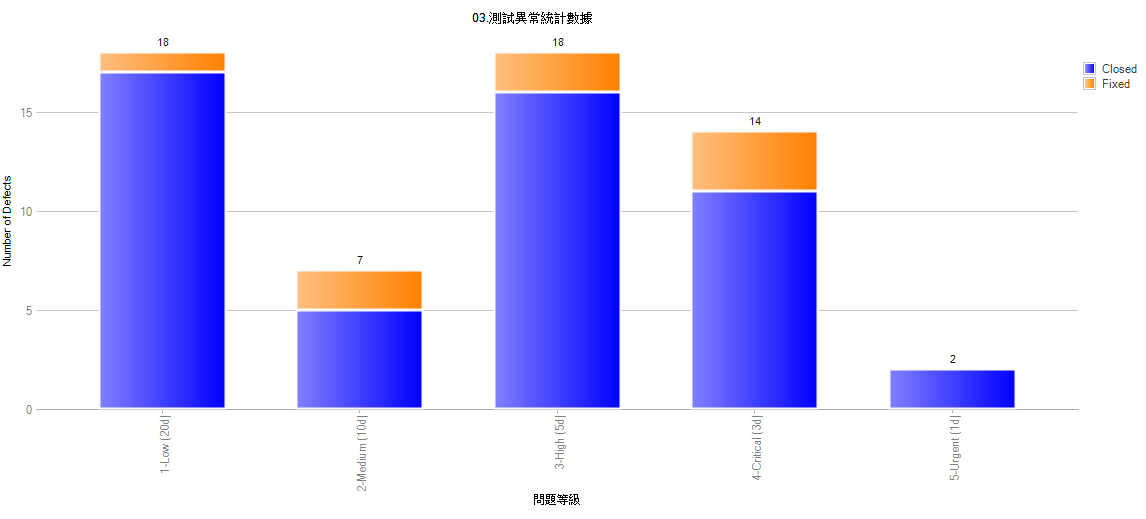 03.測試異常統計數據
18
18
14
7
2
Closed
Fixed
15
10
5
0
Number of Defects
1-Low (20d)
2-Medium (10d)
3-High (5d)
4-Critical (3d)
5-Urgent (1d)
問題等級